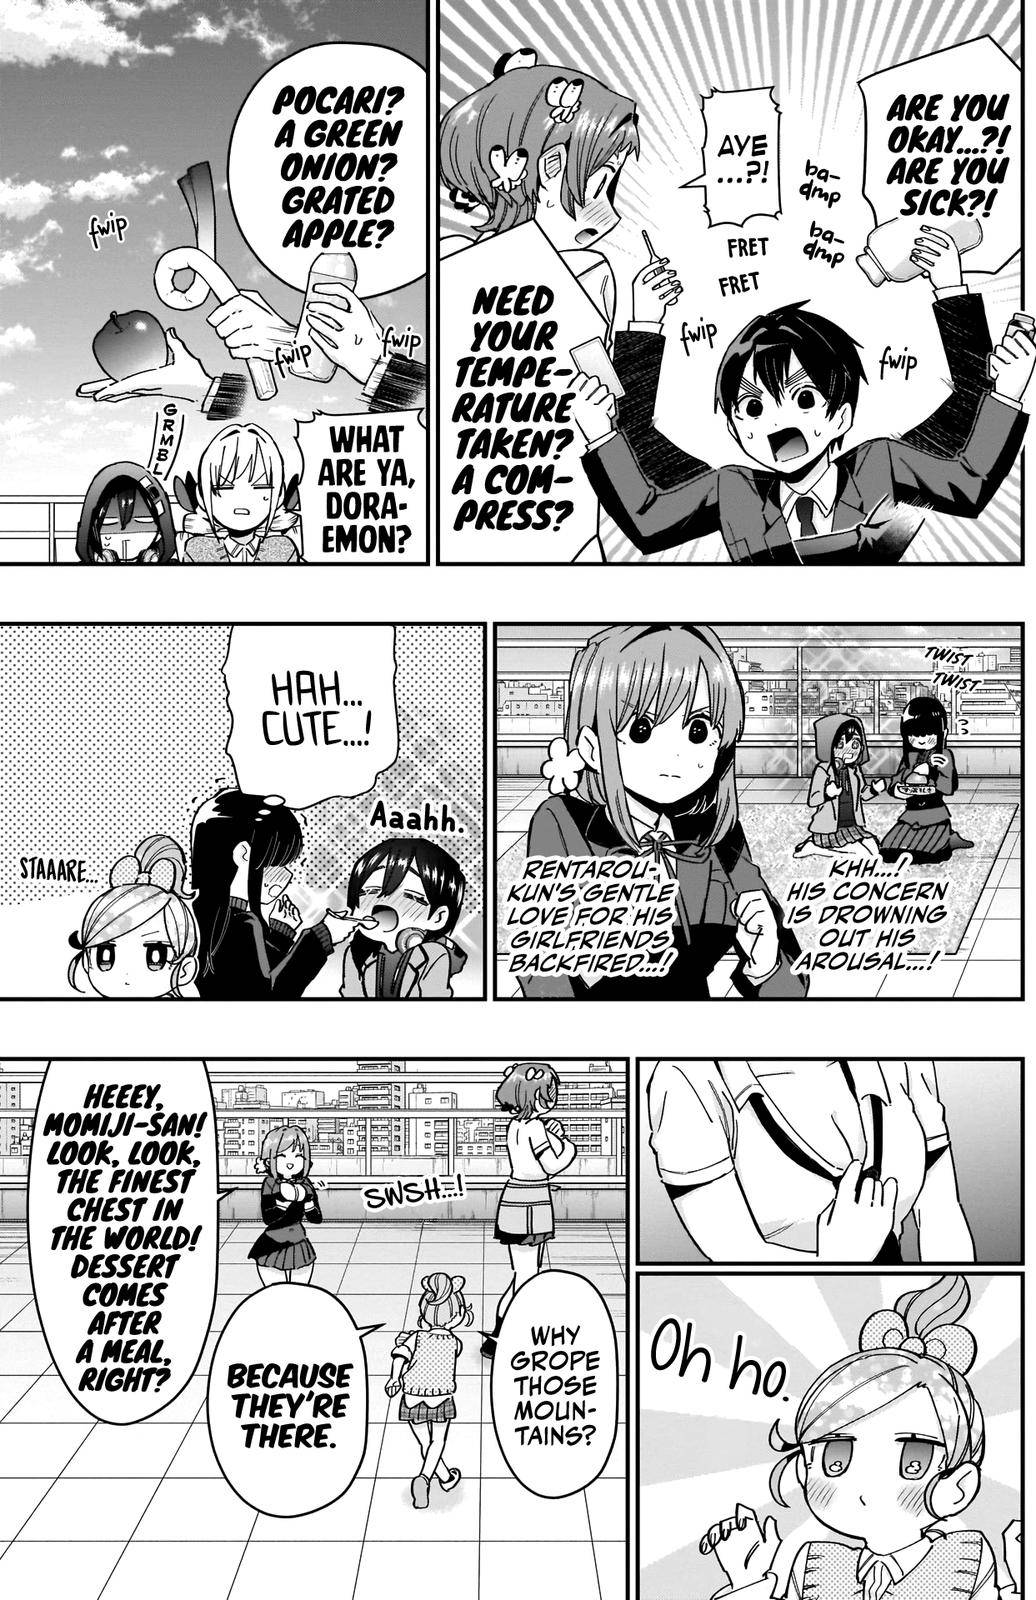 ARE YOU
OKAY...?!
ARE YOU
SICK?!
AYE
...?!
ba-
dmp
ba-
dmp
FRET
FRET
fwip
fwip
NEED
YOUR
TEMPE-
RATURE
TAKEN?
A COM-
PRESS?
POCARI?
A GREEN
ONION?
GRATED
APPLE?
fwip
fwip
fwip
GRMBL
WHAT
ARE YA,
DORA-
EMON?
TWIST
TWIST
KHH...!
HIS CONCERN
IS DROWNING
OUT HIS
AROUSAL...!
RENTAROU-
KUN'S GENTLE
LOVE FOR HIS
GIRLFRIENDS
BACKFIRED...!
HAH...
CUTE...!
Aaahh.
STAAARE...
Oh ho.
SWSH...!
WHY
GROPE
THOSE
MOUN-
TAINS?
BECAUSE
THEY'RE
THERE.
HEEEY,
MOMIJI-SAN!
LOOK, LOOK,
THE FINEST
CHEST IN
THE WORLD!
DESSERT
COMES
AFTER
A MEAL,
RIGHT?